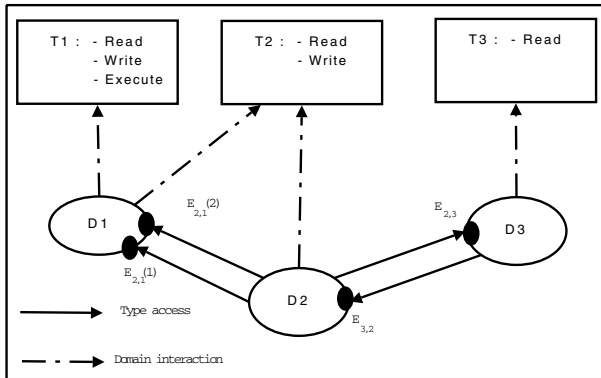 T1 : - Read
- Write
- Execute
T2 : - Read
- Write
T3 : - Read
E2,1(2)
D1
E2,1(1)
E2,3
D3
D2
E3,2
Type access
Domain interaction